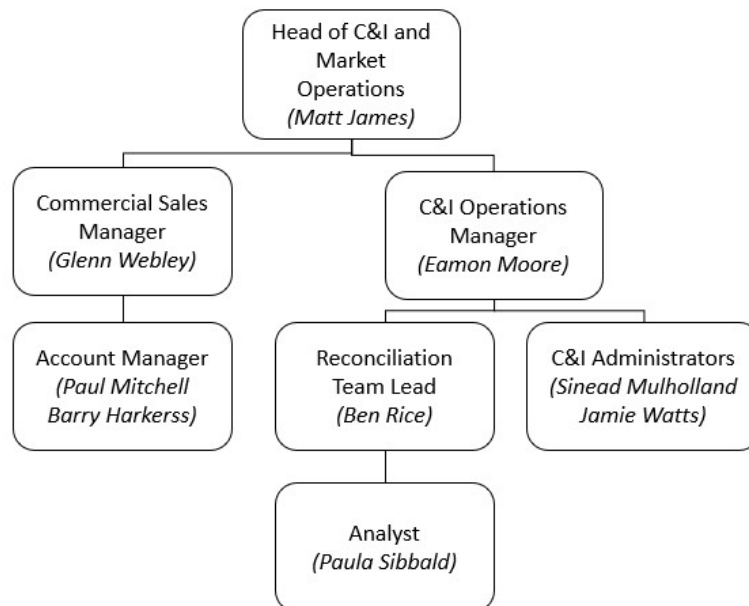 Head of C&I and
Market
Operations
(Matt James)
Commercial Sales
Manager
(Glenn Webley)
C&I Operations
Manager
(Eamon Moore)
Account Manager
(Paul Mitchell
Barry Harkerss)
Reconciliation
Team Lead
(Ben Rice)
C&I Administrators
(Sinead Mulholland
Jamie Watts)
Analyst
(Paula Sibbald)